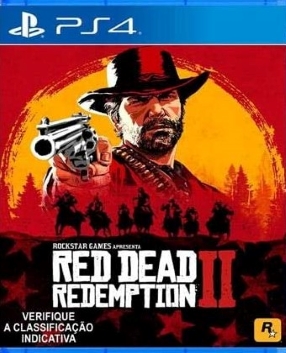 PS4
ROCKSTAR GAMES APRESENTA
RED DEAD
REDEMPTION II
VERIFIQUE
A CLASSIFICAÇÃO
INDICATIVA
R★